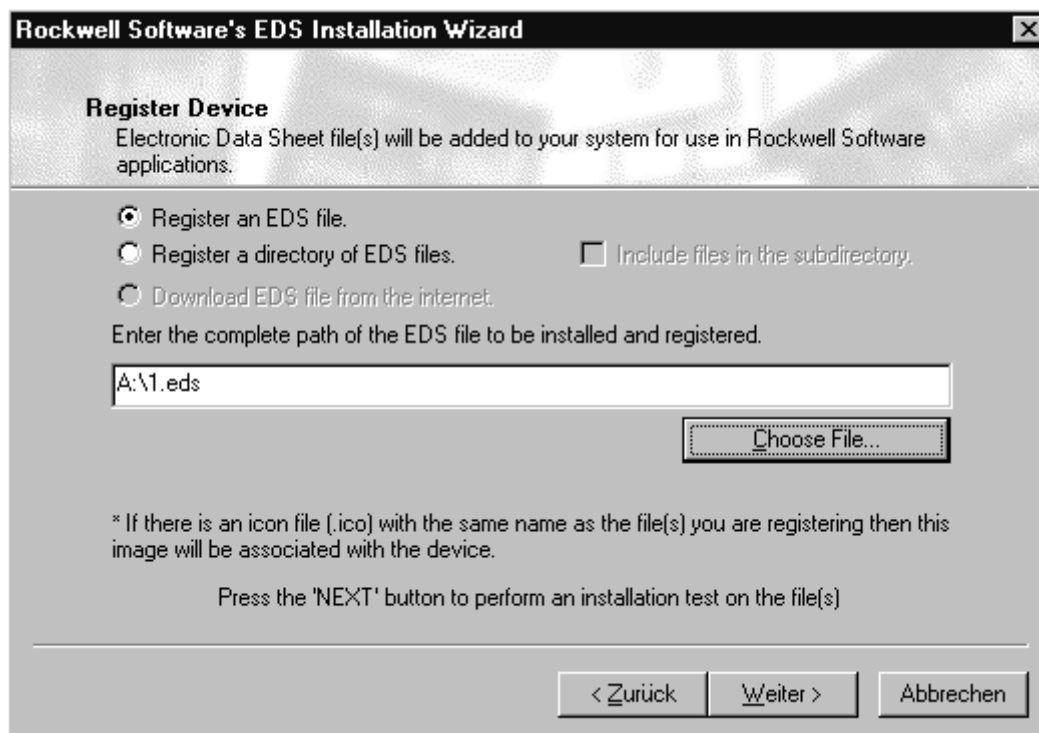 Rockwell Software's EDS Installation Wizard
Register Device
Electronic Data Sheet file(s) will be added to your system for use in Rockwell Software
applications.
Register an EDS file.
Register a directory of EDS files.
Include files in the subdirectory.
Download EDS file from the internet.
Enter the complete path of the EDS file to be installed and registered.
A:\1.eds
Choose File...
* If there is an icon file (.ico) with the same name as the file(s) you are registering then this
image will be associated with the device.
Press the 'NEXT' button to perform an installation test on the file(s)
< Zurück
Weiter >
Abbrechen